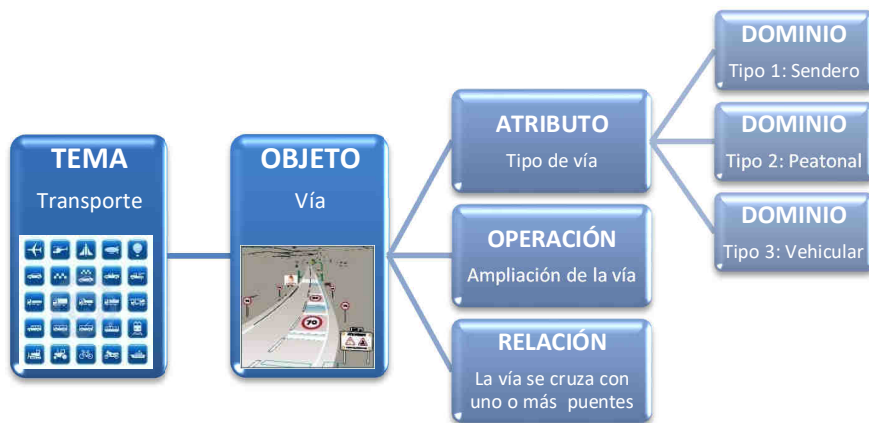 TEMA
Transporte
OBJETO
Vía
70
ATRIBUTO
Tipo de vía
OPERACIÓN
Ampliación de la vía
RELACIÓN
La vía se cruza con
uno o más puentes
DOMINIO
Tipo 1: Sendero
DOMINIO
Tipo 2: Peatonal
DOMINIO
Tipo 3: Vehicular